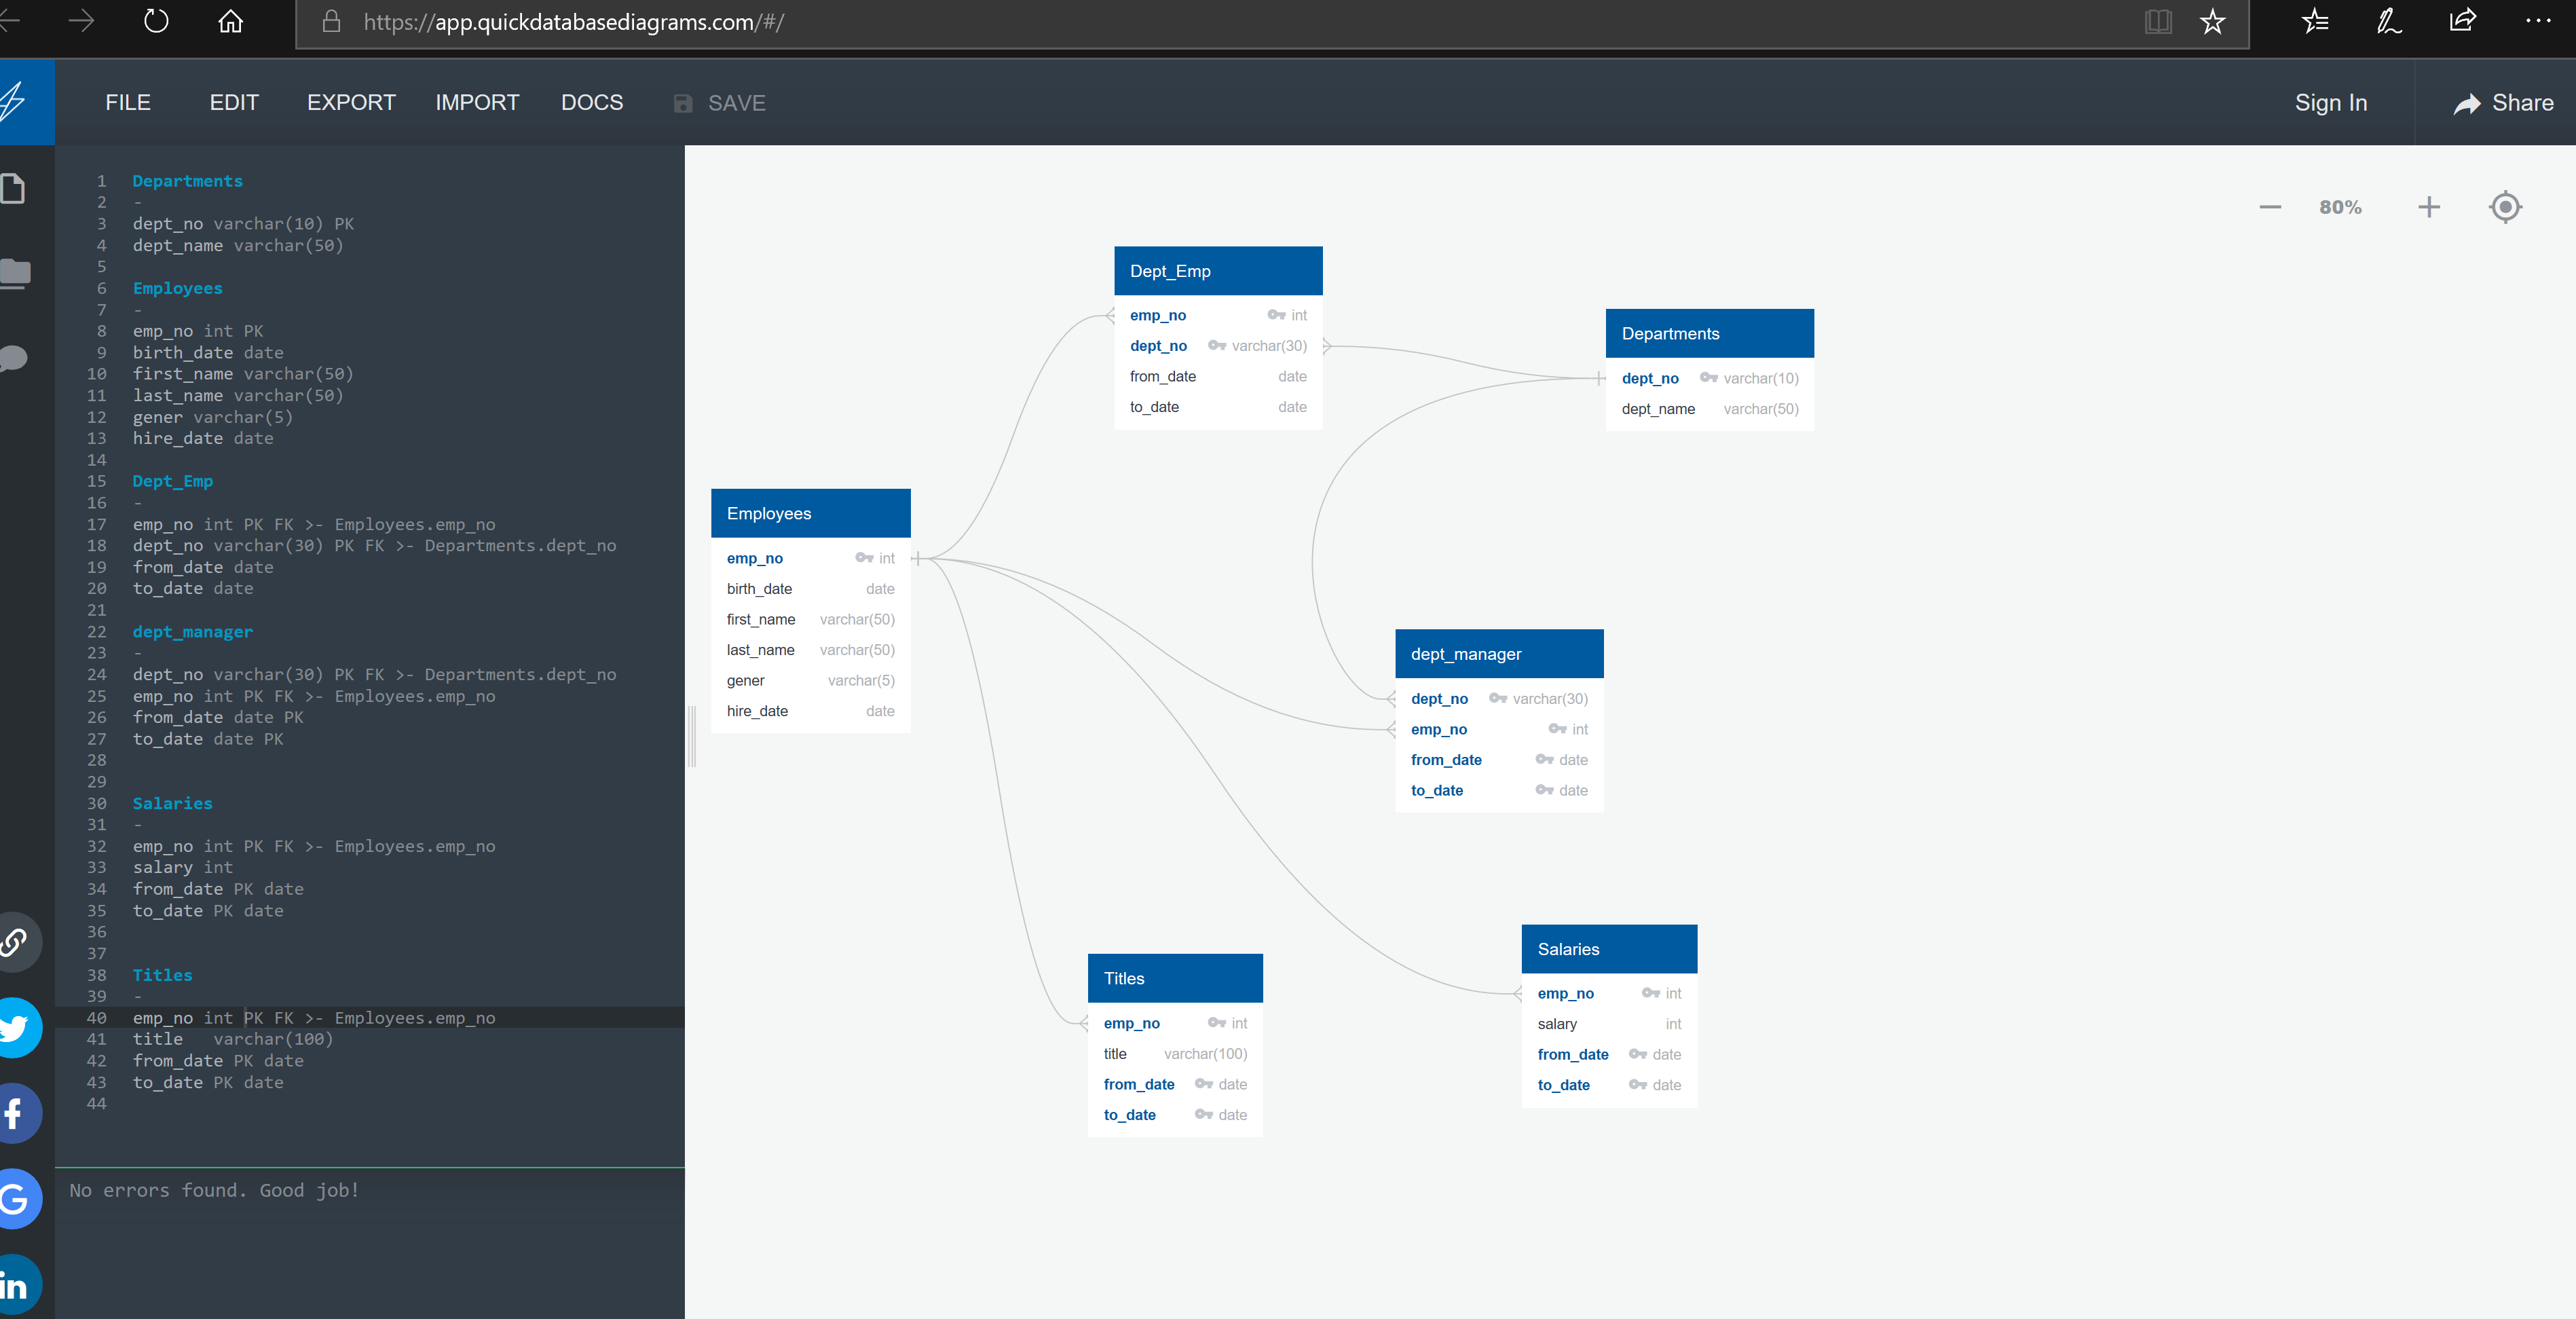 https://app.quickdatabasediagrams.com/#/
FILE EDIT EXPORT IMPORT DOCS SAVE Sign In Share
1 Departments
2 -
3 dept_no varchar(10) PK
4 dept_name varchar(50)
5
6 Employees
7 -
8 emp_no int PK
9 birth_date date
10 first_name varchar(50)
11 last_name varchar(50)
12 gener varchar(5)
13 hire_date date
14
15 Dept_Emp
16 -
17 emp_no int PK FK >- Employees.emp_no
18 dept_no varchar(30) PK FK >- Departments.dept_no
19 from_date date
20 to_date date
21
22 dept_manager
23 -
24 dept_no varchar(30) PK FK >- Departments.dept_no
25 emp_no int PK FK >- Employees.emp_no
26 from_date date PK
27 to_date date PK
28
29
30 Salaries
31 -
32 emp_no int PK FK >- Employees.emp_no
33 salary int
34 from_date PK date
35 to_date PK date
36
37
38 Titles
39 -
40 emp_no int PK FK >- Employees.emp_no
41 title varchar(100)
42 from_date PK date
43 to_date PK date
44
No errors found. Good job!
80%
Dept_Emp
emp_no int
dept_no varchar(30)
from_date date
to_date date
Departments
dept_no varchar(10)
dept_name varchar(50)
Employees
emp_no int
birth_date date
first_name varchar(50)
last_name varchar(50)
gener varchar(5)
hire_date date
dept_manager
dept_no varchar(30)
emp_no int
from_date date
to_date date
Titles
emp_no int
title varchar(100)
from_date date
to_date date
Salaries
emp_no int
salary int
from_date date
to_date date